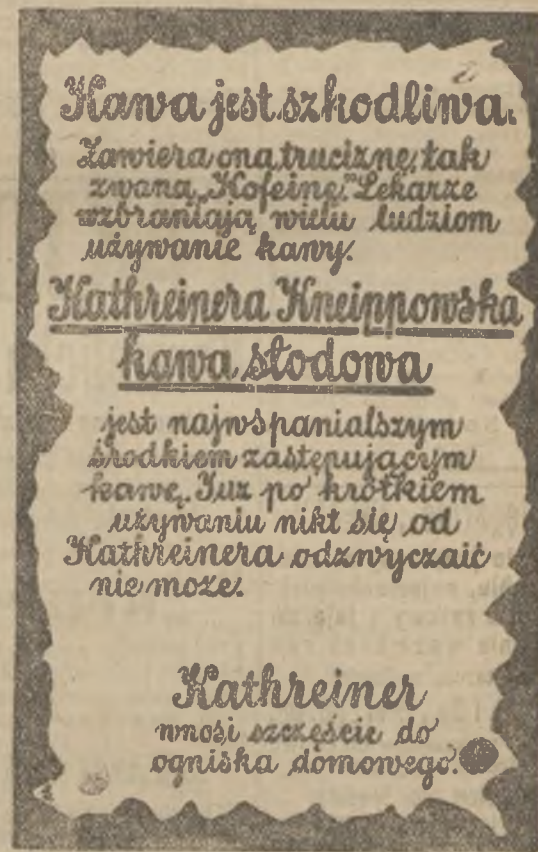 Kawa jest szkodliwa.
Zawiera ona truciznę, tak
zwaną „Kofeinę.” Lekarze
wzbraniają wielu ludziom
używanie kawy.
Kathreinera Kneippowska
kawa słodowa
jest najwspanialszym
środkiem zastępującym
kawę. Już po krótkiem
używaniu nikt się od
Kathreinera odzwyczaić
nie może.
Kathreiner
wnosi szczęście do
ogniska domowego.